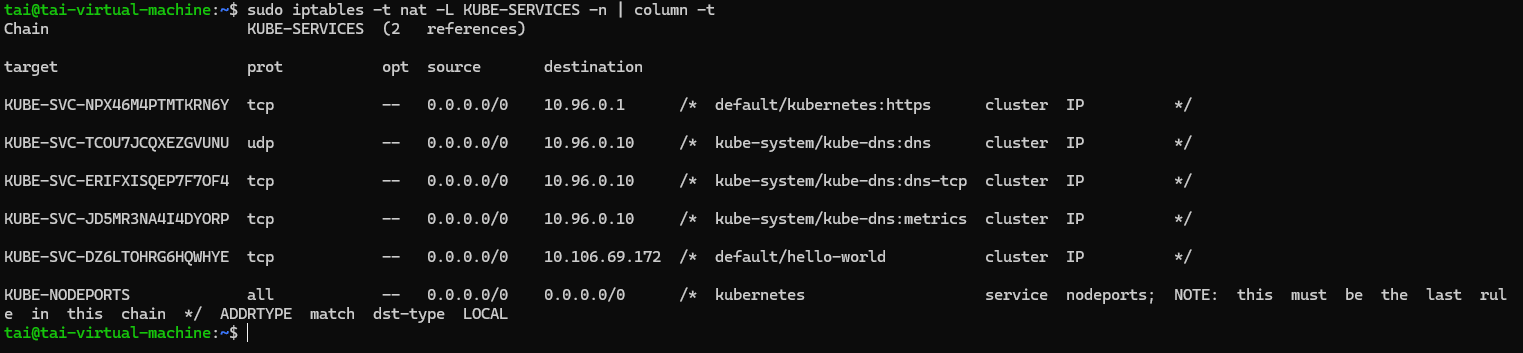 tai@tai-virtual-machine:~$ sudo iptables -t nat -L KUBE-SERVICES -n | column -t
Chain KUBE-SERVICES (2 references)
target prot opt source destination
KUBE-SVC-NPX46M4PTMTKRN6Y tcp -- 0.0.0.0/0 10.96.0.1 /* default/kubernetes:https cluster IP */
KUBE-SVC-TCOU7JCQXEZGVUNU udp -- 0.0.0.0/0 10.96.0.10 /* kube-system/kube-dns:dns cluster IP */
KUBE-SVC-ERIFXISQEP7F7OF4 tcp -- 0.0.0.0/0 10.96.0.10 /* kube-system/kube-dns:dns-tcp cluster IP */
KUBE-SVC-JD5MR3NA4I4DYORP tcp -- 0.0.0.0/0 10.96.0.10 /* kube-system/kube-dns:metrics cluster IP */
KUBE-SVC-DZ6LTOHRG6HQWHYE tcp -- 0.0.0.0/0 10.106.69.172 /* default/hello-world cluster IP */
KUBE-NODEPORTS all -- 0.0.0.0/0 0.0.0.0/0 /* kubernetes service nodeports; NOTE: this must be the last rul
e in this chain */ ADDRTYPE match dst-type LOCAL
tai@tai-virtual-machine:~$